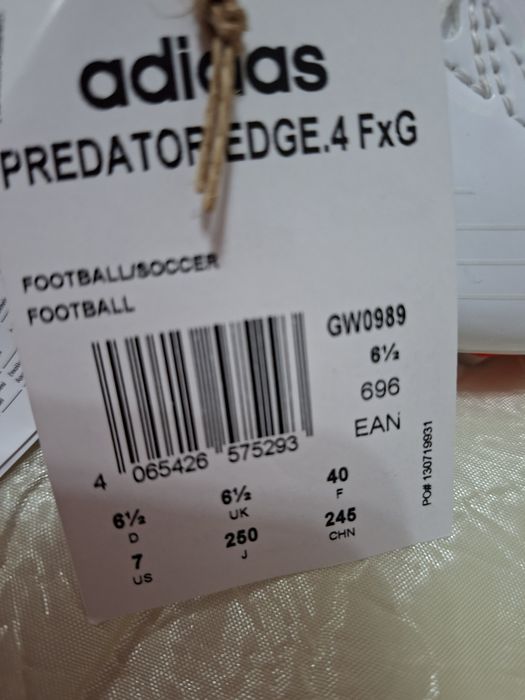 adidas
PREDATOR EDGE.4 FxG
FOOTBALL/SOCCER
FOOTBALL
GW0989
6½
696
EAN
4 065426 575293
6½ 6½ 40
D UK F
7 250 245
US J CHN
PO# 130719931